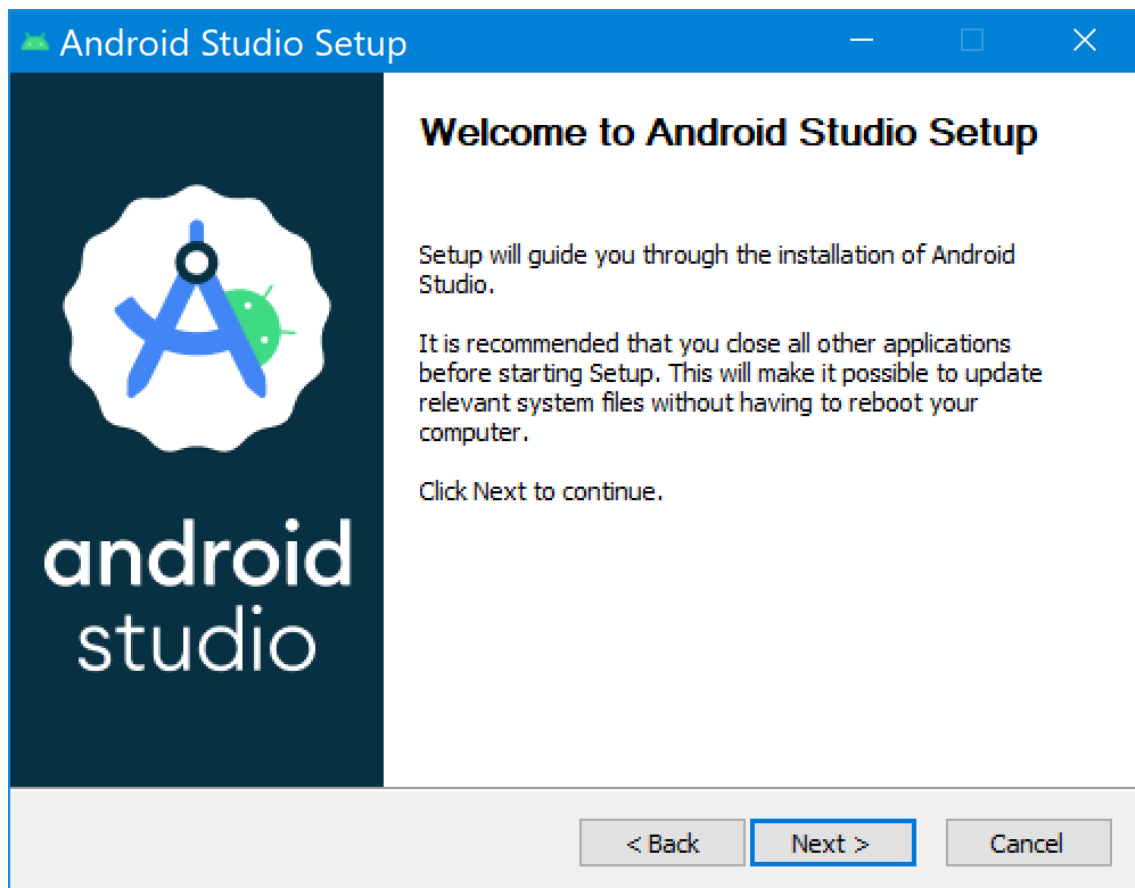 Android Studio Setup
Welcome to Android Studio Setup
Setup will guide you through the installation of Android
Studio.
It is recommended that you close all other applications
before starting Setup. This will make it possible to update
relevant system files without having to reboot your
computer.
Click Next to continue.
android
studio
< Back
Next >
Cancel